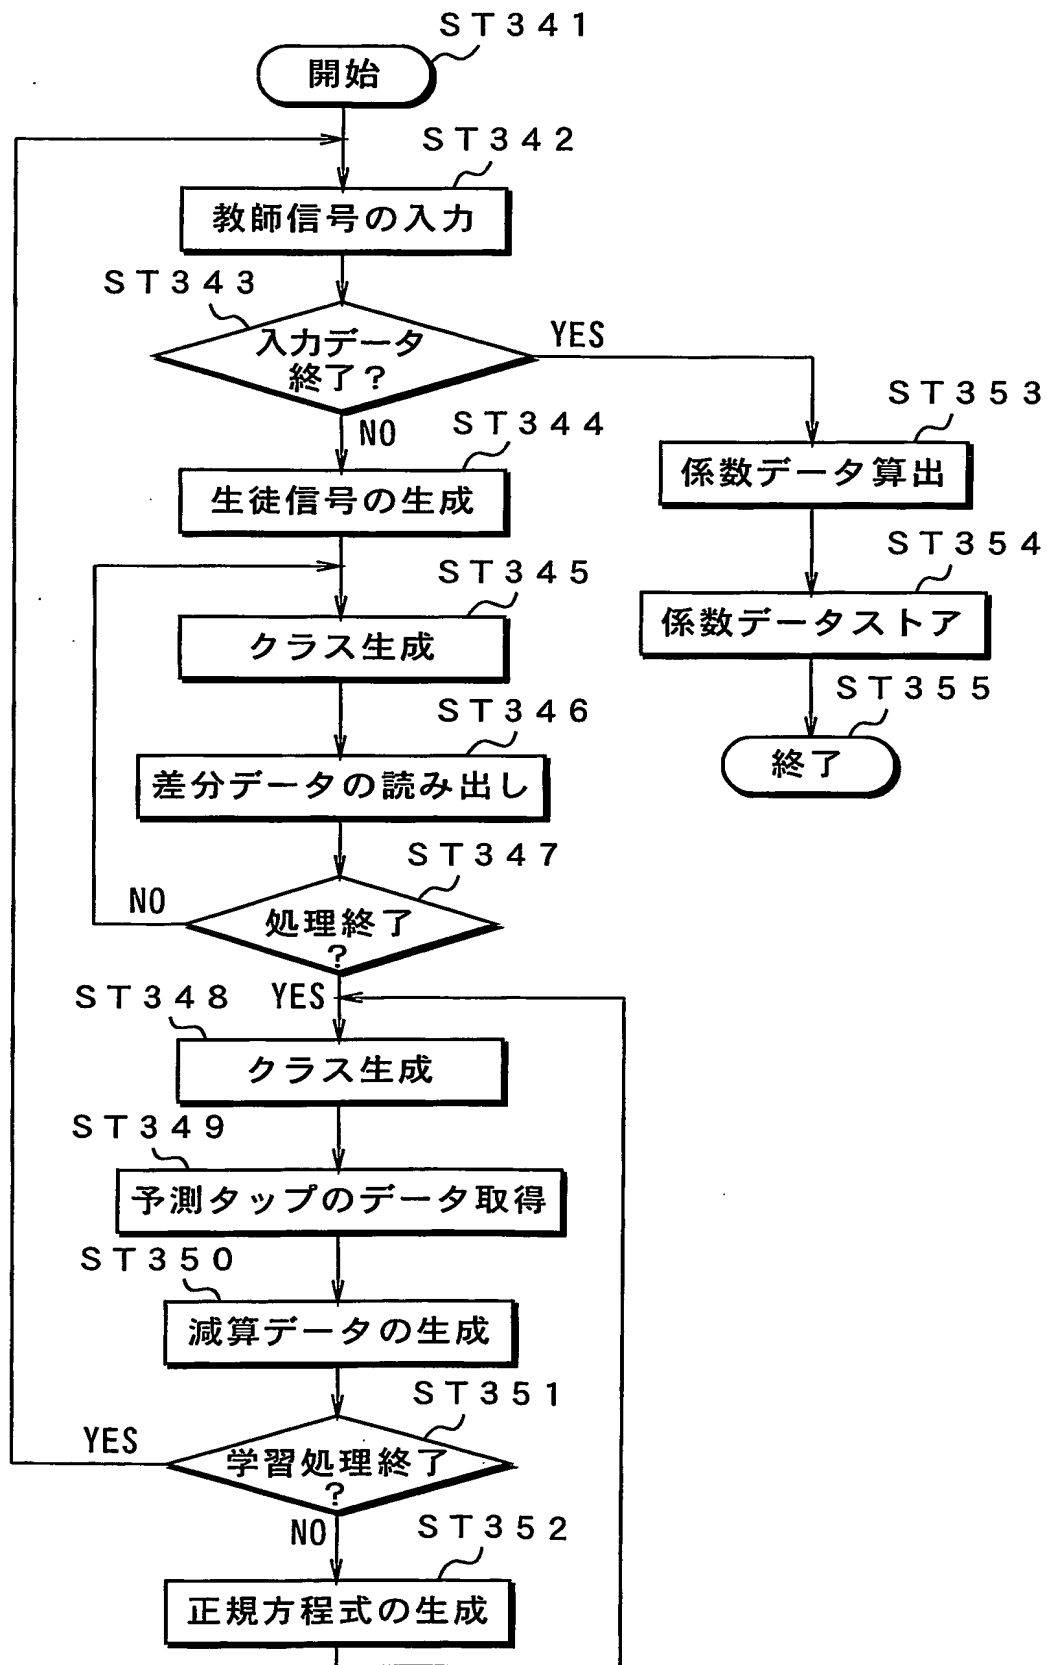 ST341
開始
ST342
教師信号の入力
ST343
入力データ
終了？
YES
NO
ST344
生徒信号の生成
ST345
クラス生成
ST346
差分データの読み出し
ST347
処理終了
？
NO
YES
ST348
クラス生成
ST349
予測タップのデータ取得
ST350
減算データの生成
ST351
学習処理終了
？
YES
NO
ST352
正規方程式の生成
ST353
係数データ算出
ST354
係数データストア
ST355
終了